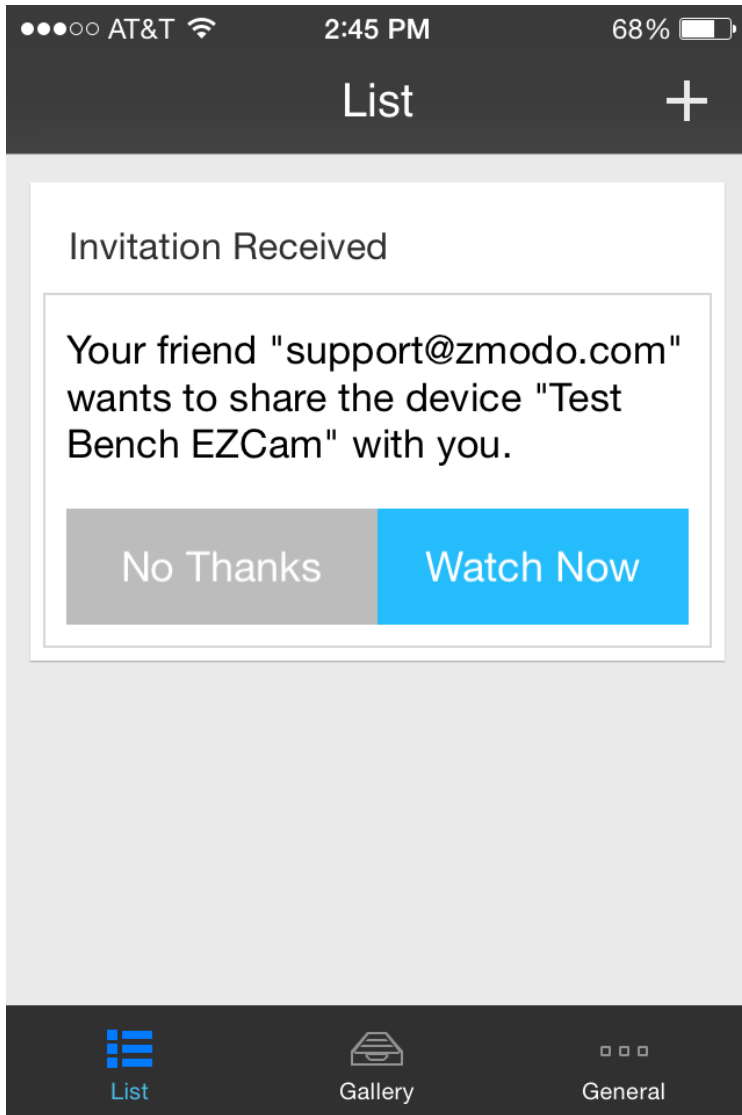 AT&T 2:45 PM 68%
List +
Invitation Received
Your friend "support@zmodo.com"
wants to share the device "Test
Bench EZCam" with you.
No Thanks Watch Now
List Gallery General